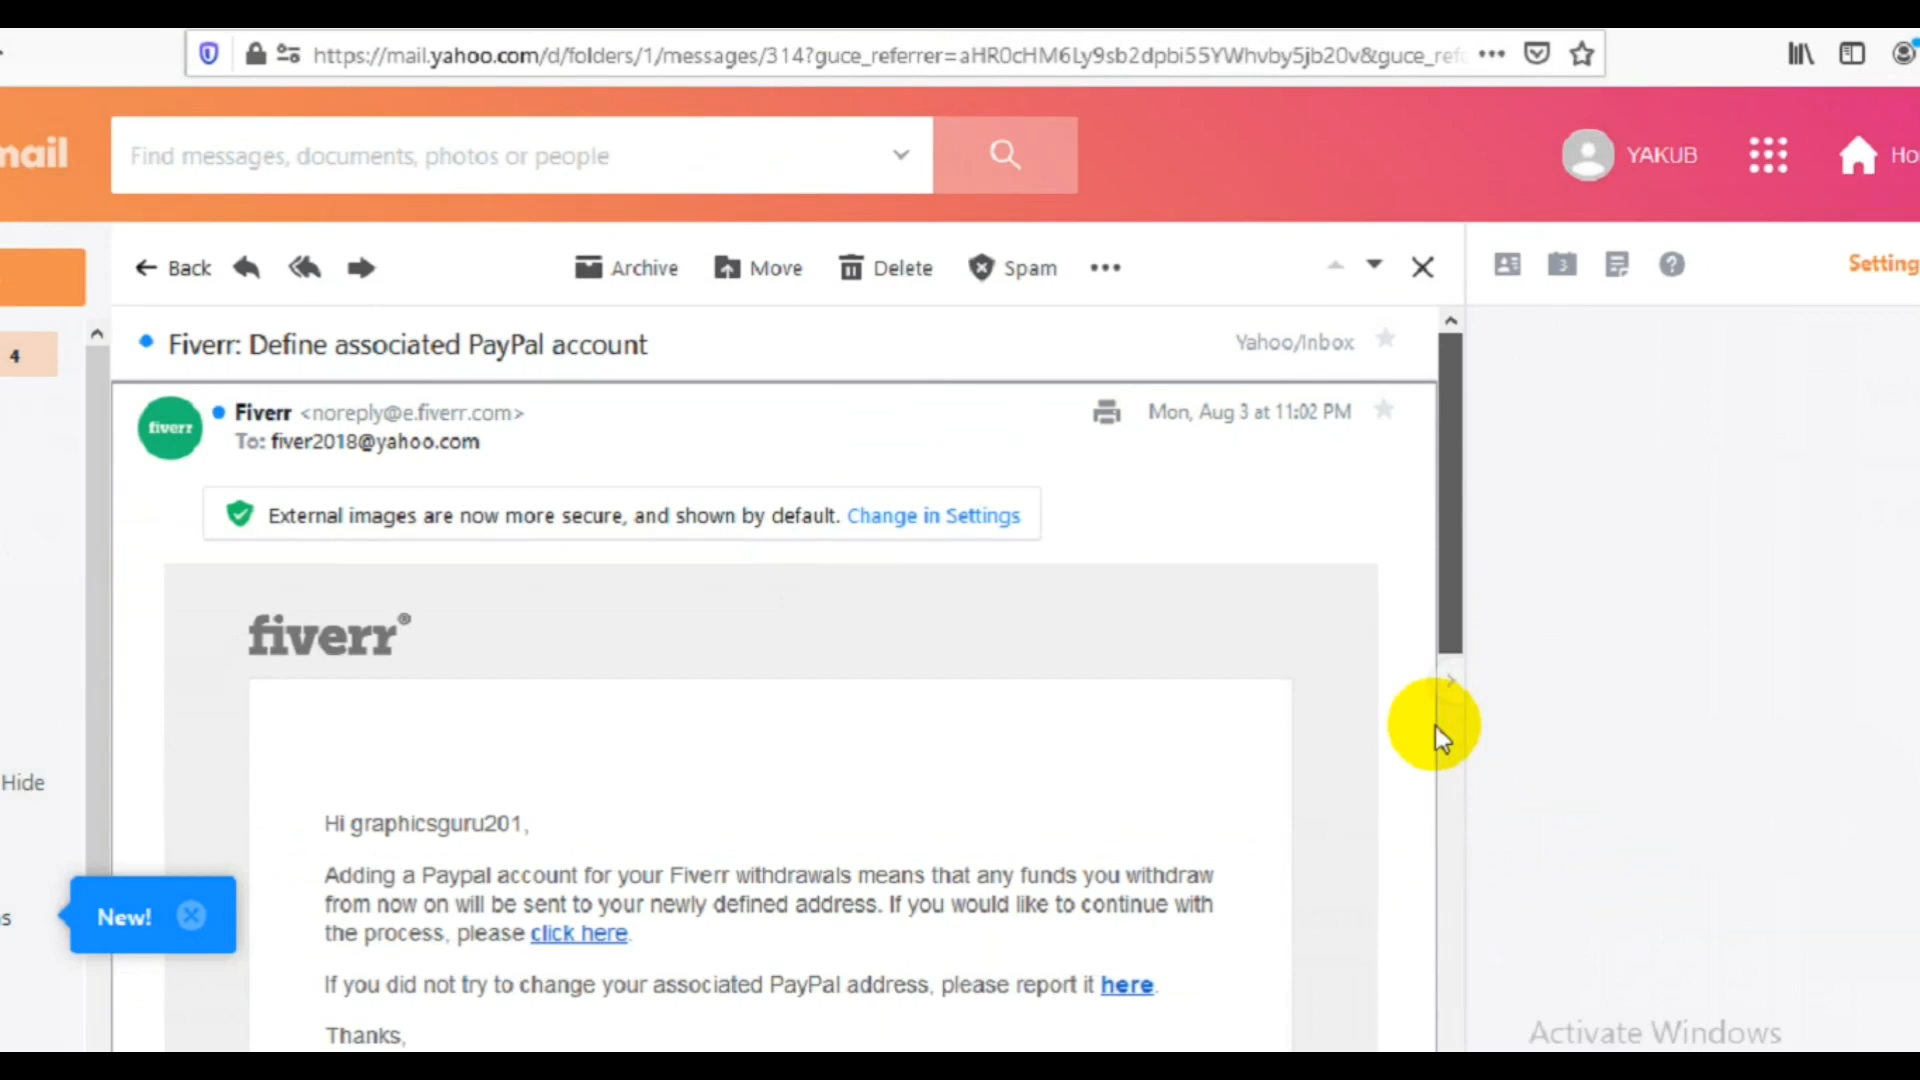 https://mail.yahoo.com/d/folders/1/messages/314?guce_referrer=aHR0cHM6Ly9sb2dpbi55YWhvby5jb20v&guce_ref
mail
Find messages, documents, photos or people
YAKUB
Ho
Back
Archive
Move
Delete
Spam
3
Setting
4
Fiverr: Define associated PayPal account
Yahoo/Inbox
fiverr
Fiverr <noreply@e.fiverr.com>
Mon, Aug 3 at 11:02 PM
To: fiver2018@yahoo.com
External images are now more secure, and shown by default. Change in Settings
fiverr®
Hide
Hi graphicsguru201,
Adding a Paypal account for your Fiverr withdrawals means that any funds you withdraw
from now on will be sent to your newly defined address. If you would like to continue with
the process, please click here.
New!
s
If you did not try to change your associated PayPal address, please report it here.
Thanks,
Activate Windows